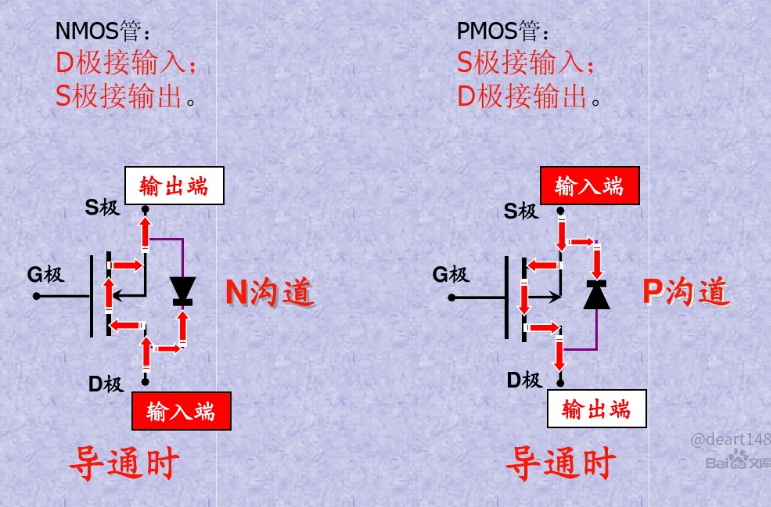 NMOS管：
D极接输入；
S极接输出。
PMOS管：
S极接输入；
D极接输出。
输出端
S极
G极
N沟道
D极
输入端
导通时
输入端
S极
G极
P沟道
D极
输出端
导通时
@deart148
Bai文库